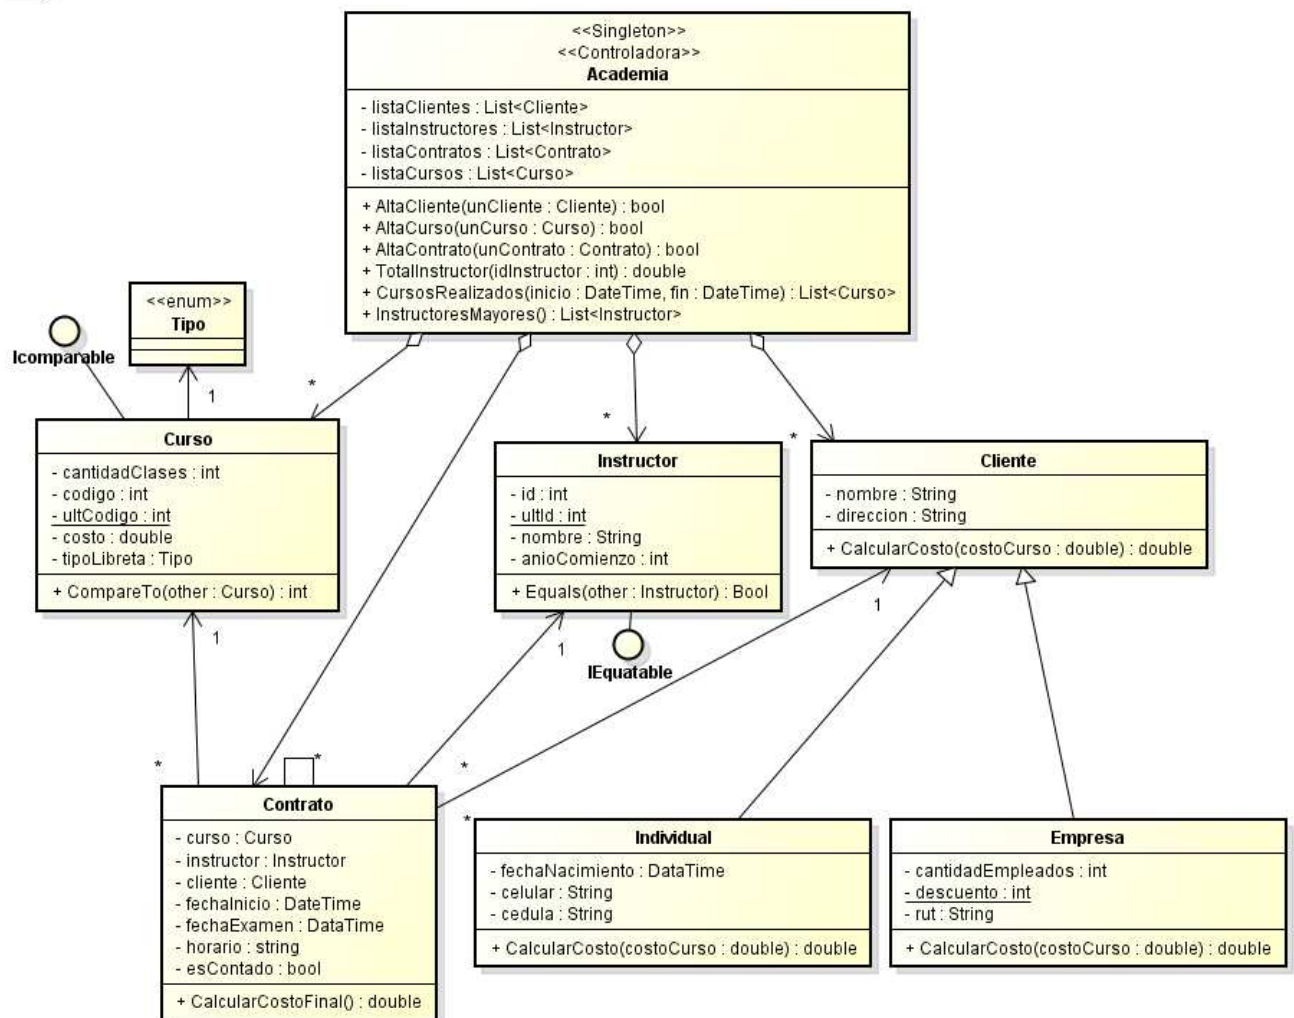 <<Singleton>>
<<Controladora>>
Academia
- listaClientes : List<Cliente>
- listaInstructores : List<Instructor>
- listaContratos : List<Contrato>
- listaCursos : List<Curso>
+ AltaCliente(unCliente : Cliente) : bool
+ AltaCurso(unCurso : Curso) : bool
+ AltaContrato(unContrato : Contrato) : bool
+ TotalInstructor(idInstructor : int) : double
+ CursosRealizados(inicio : DateTime, fin : DateTime) : List<Curso>
+ InstructoresMayores() : List<Instructor>
<<enum>>
Tipo
Icomparable
1
*
*
*
Curso
- cantidadClases : int
- codigo : int
- ultCodigo : int
- costo : double
- tipoLibreta : Tipo
+ CompareTo(other : Curso) : int
Instructor
- id : int
- ultId : int
- nombre : String
- anioComienzo : int
+ Equals(other : Instructor) : Bool
IEquatable
Cliente
- nombre : String
- direccion : String
+ CalcularCosto(costoCurso : double) : double
1
1
1
*
*
*
*
Contrato
- curso : Curso
- instructor : Instructor
- cliente : Cliente
- fechaInicio : DateTime
- fechaExamen : DataTime
- horario : string
- esContado : bool
+ CalcularCostoFinal() : double
Individual
- fechaNacimiento : DataTime
- celular : String
- cedula : String
+ CalcularCosto(costoCurso : double) : double
Empresa
- cantidadEmpleados : int
- descuento : int
- rut : String
+ CalcularCosto(costoCurso : double) : double